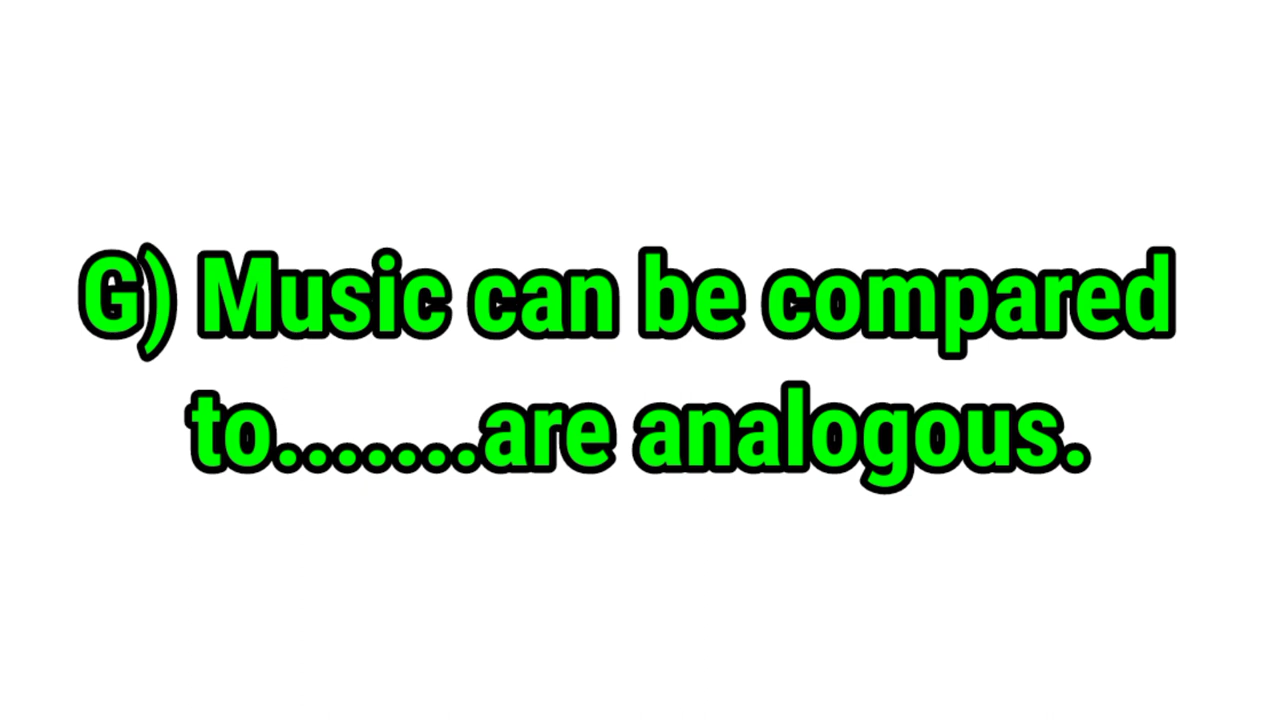 G) Music can be compared
to.......are analogous.